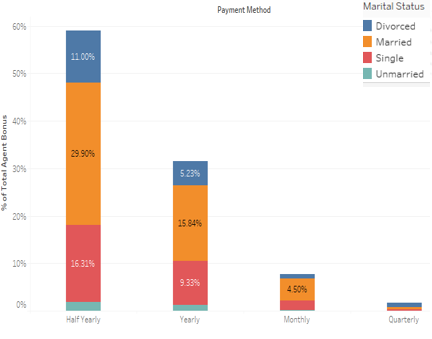 Payment Method
Marital Status
Divorced
Married
Single
Unmarried
% of Total Agent Bonus
60%
50%
40%
30%
20%
10%
0%
11.00%
29.90%
16.31%
5.23%
15.84%
9.33%
4.50%
Half Yearly
Yearly
Monthly
Quarterly